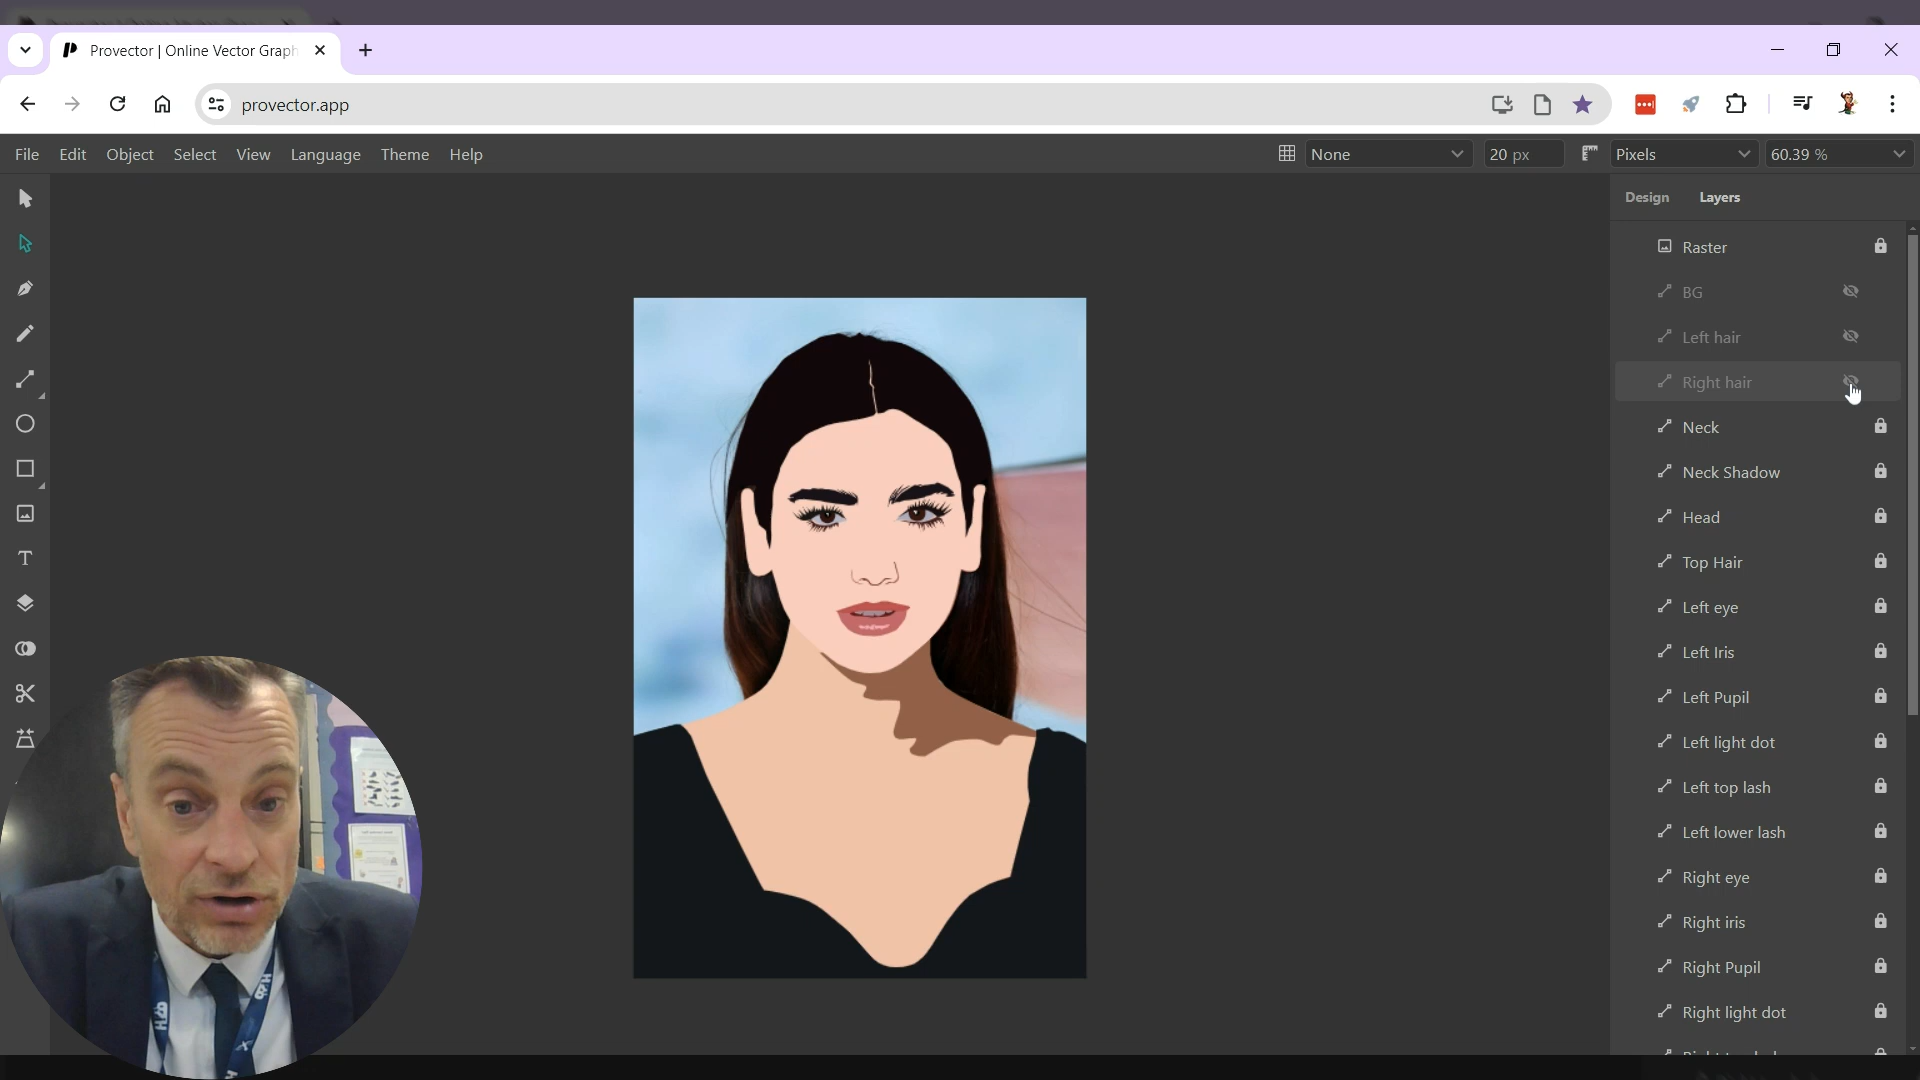 Provector | Online Vector Graph
provector.app
File Edit Object Select View Language Theme Help
None 20 px Pixels 60.39 %
Design Layers
Raster
BG
Left hair
Right hair
Neck
Neck Shadow
Head
Top Hair
Left eye
Left Iris
Left Pupil
Left light dot
Left top lash
Left lower lash
Right eye
Right iris
Right Pupil
Right light dot